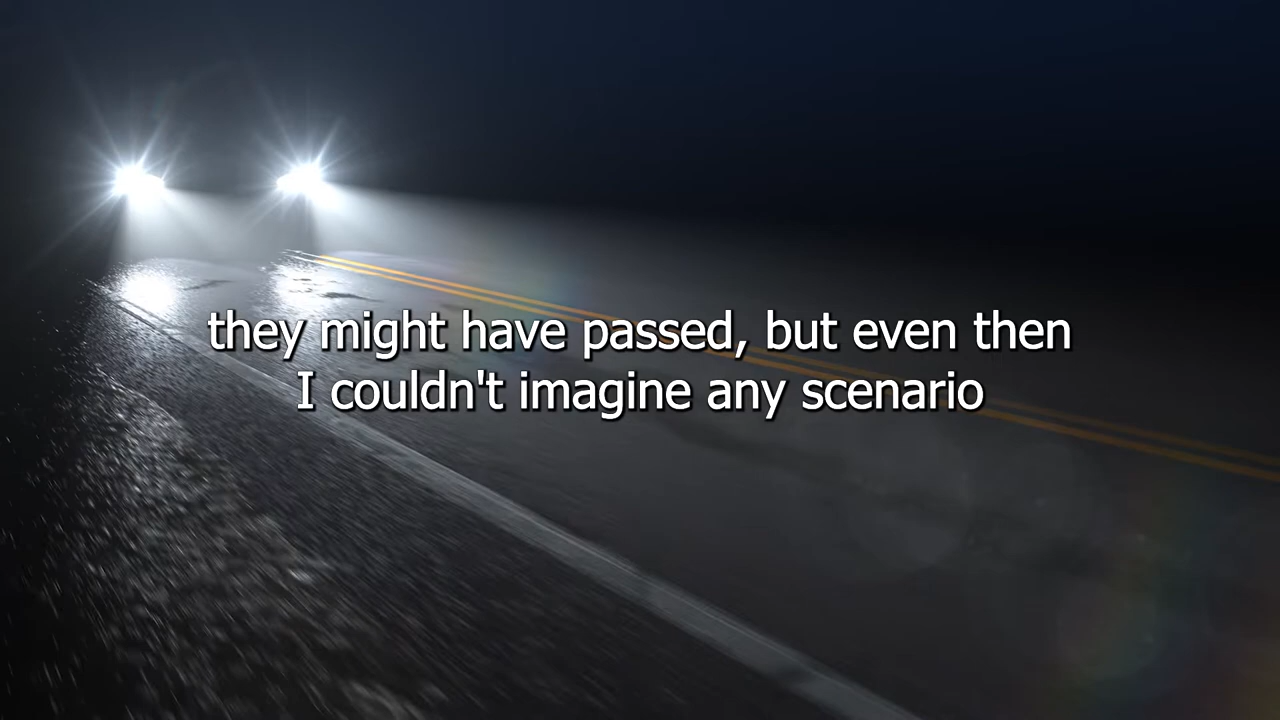 they might have passed, but even then
I couldn't imagine any scenario